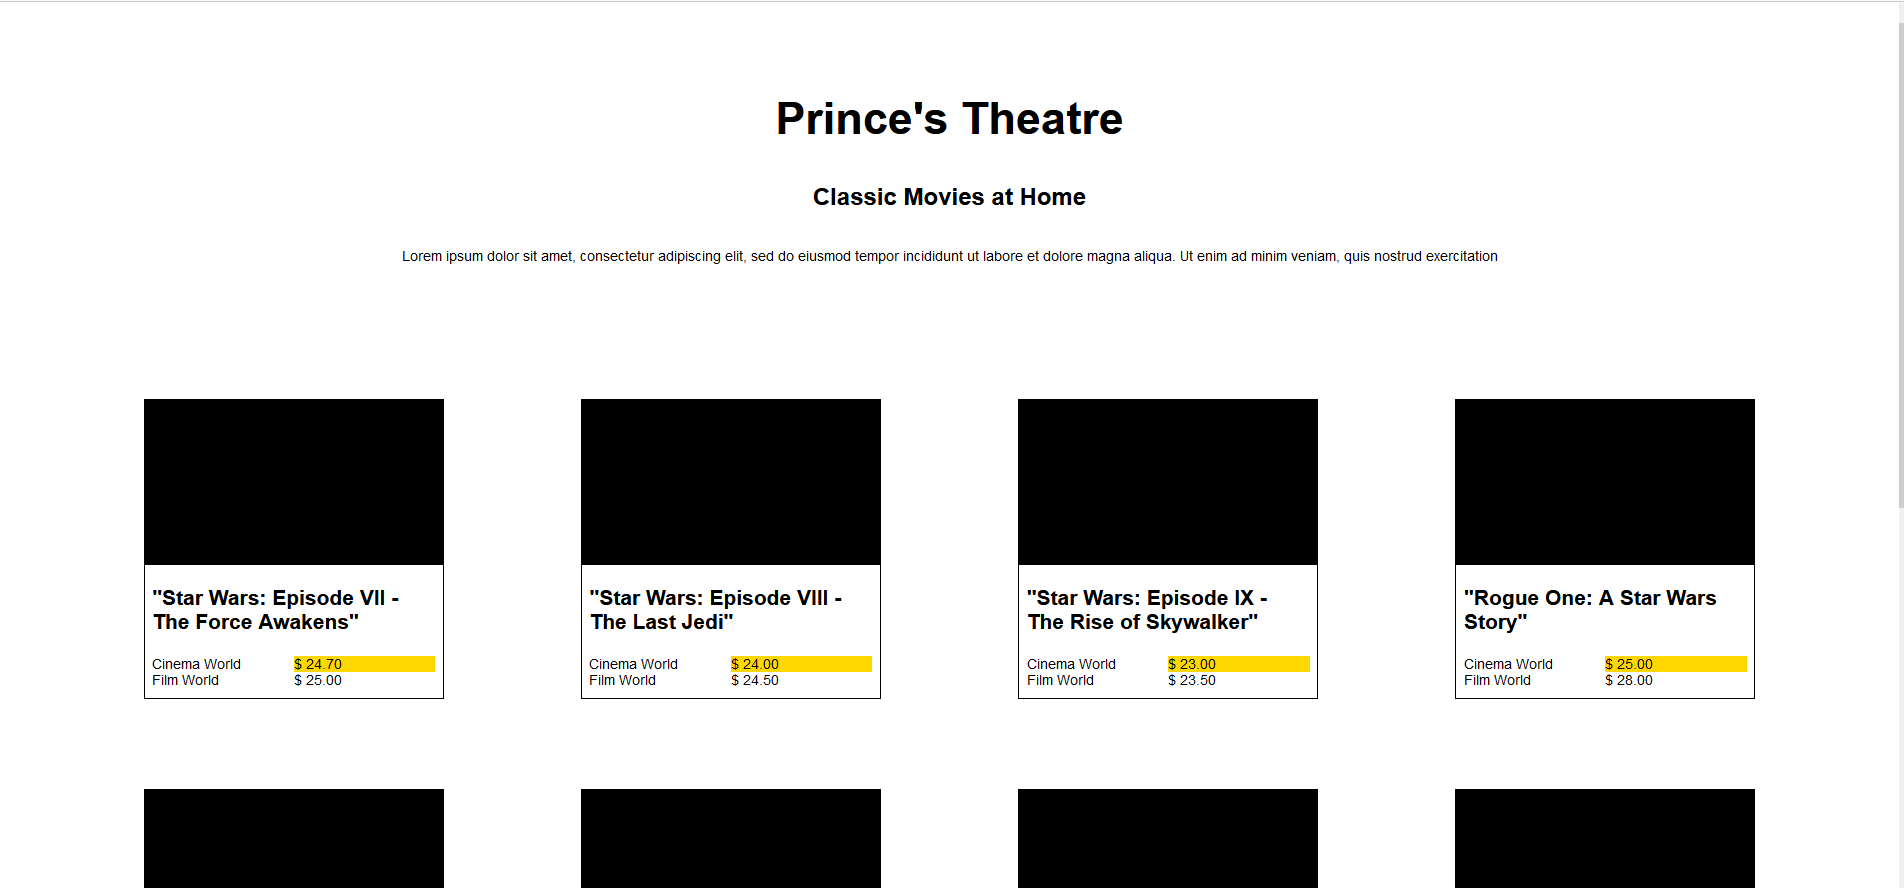 Prince's Theatre
Classic Movies at Home
Lorem ipsum dolor sit amet, consectetur adipiscing elit, sed do eiusmod tempor incididunt ut labore et dolore magna aliqua. Ut enim ad minim veniam, quis nostrud exercitation
"Star Wars: Episode VII -
The Force Awakens"
Cinema World $ 24.70
Film World $ 25.00
"Star Wars: Episode VIII -
The Last Jedi"
Cinema World $ 24.00
Film World $ 24.50
"Star Wars: Episode IX -
The Rise of Skywalker"
Cinema World $ 23.00
Film World $ 23.50
"Rogue One: A Star Wars
Story"
Cinema World $ 25.00
Film World $ 28.00